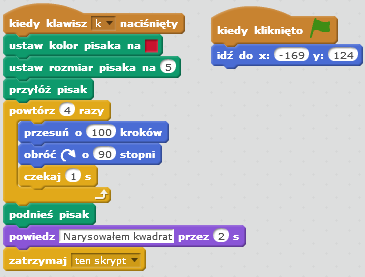 kiedy klawisz k naciśnięty
ustaw kolor pisaka na
ustaw rozmiar pisaka na 5
przyłóż pisak
powtórz 4 razy
przesuń o 100 kroków
obróć o 90 stopni
czekaj 1 s
podnieś pisak
powiedz Narysowałem kwadrat przez 2 s
zatrzymaj ten skrypt
kiedy kliknięto
idź do x: -169 y: 124